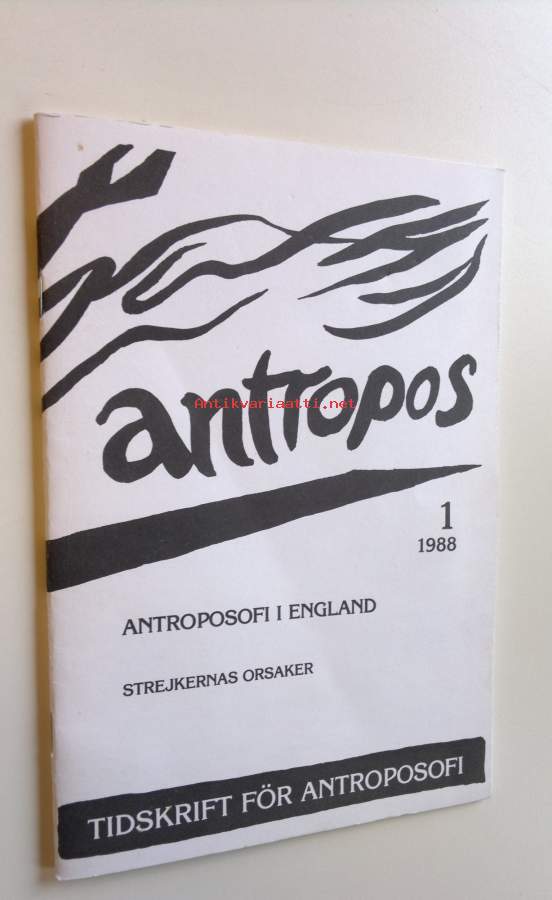 antropos
Antikvariaatti.net
1
1988
ANTROPOSOFI I ENGLAND
STREJKERNAS ORSAKER
TIDSKRIFT FÖR ANTROPOSOFI